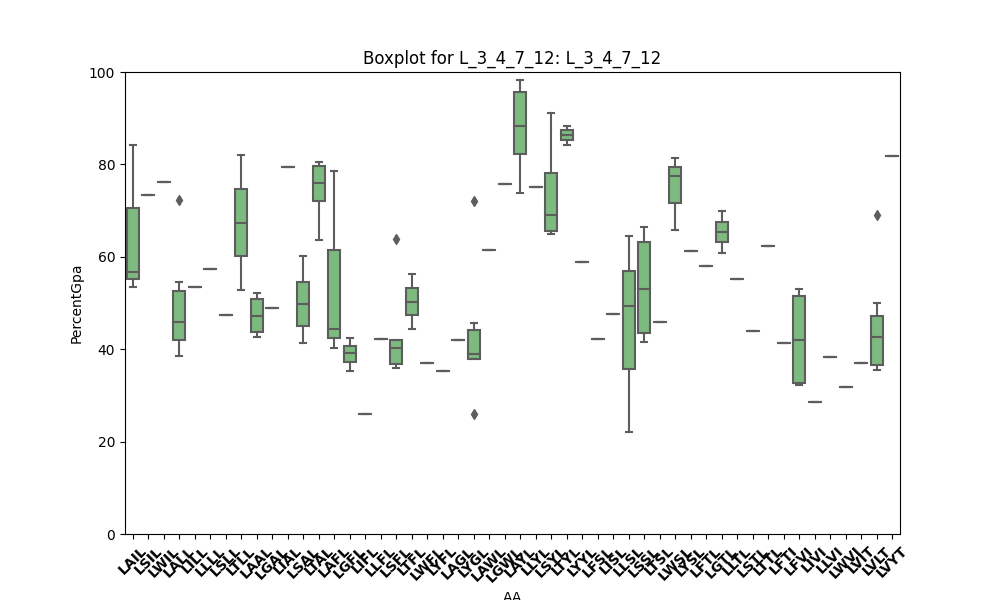 Boxplot for L_3_4_7_12: L_3_4_7_12
PercentGpa
100
80
60
40
20
0
LAIL LSIL LWIL LALL LILL LLLL LSLL LTLL LAAL LGAL LIAL LSAL LTAL LAFL LGFL LIFL LLFL LSFL LTFL LWFL LYFL LAGL LYGL LAWL LGWL LAYL LLYL LSYL LTYL LYYL LFSL LISL LLSL LSSL LTSL LWSL LYSL LFTL LGTL LLTL LSTL LTTL LFTI LFVI LIVI LLVI LWVI LVIT LVLT LVYT
AA